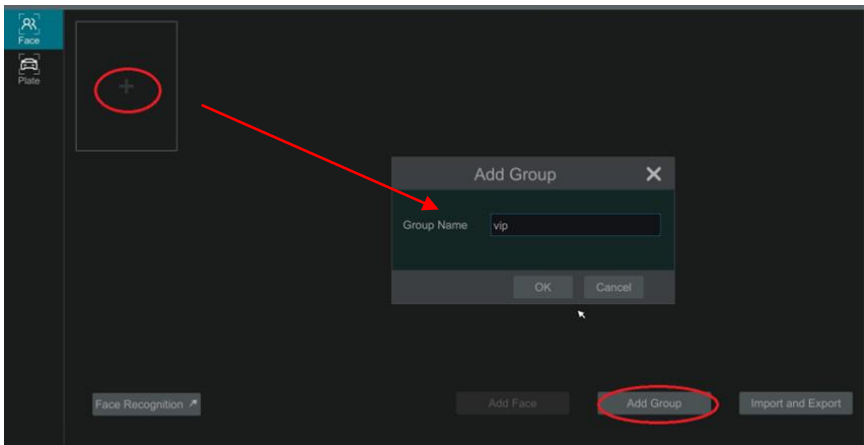 Face
Plate
Add Group
Group Name vip
OK Cancel
Face Recognition Add Face Add Group Import and Export